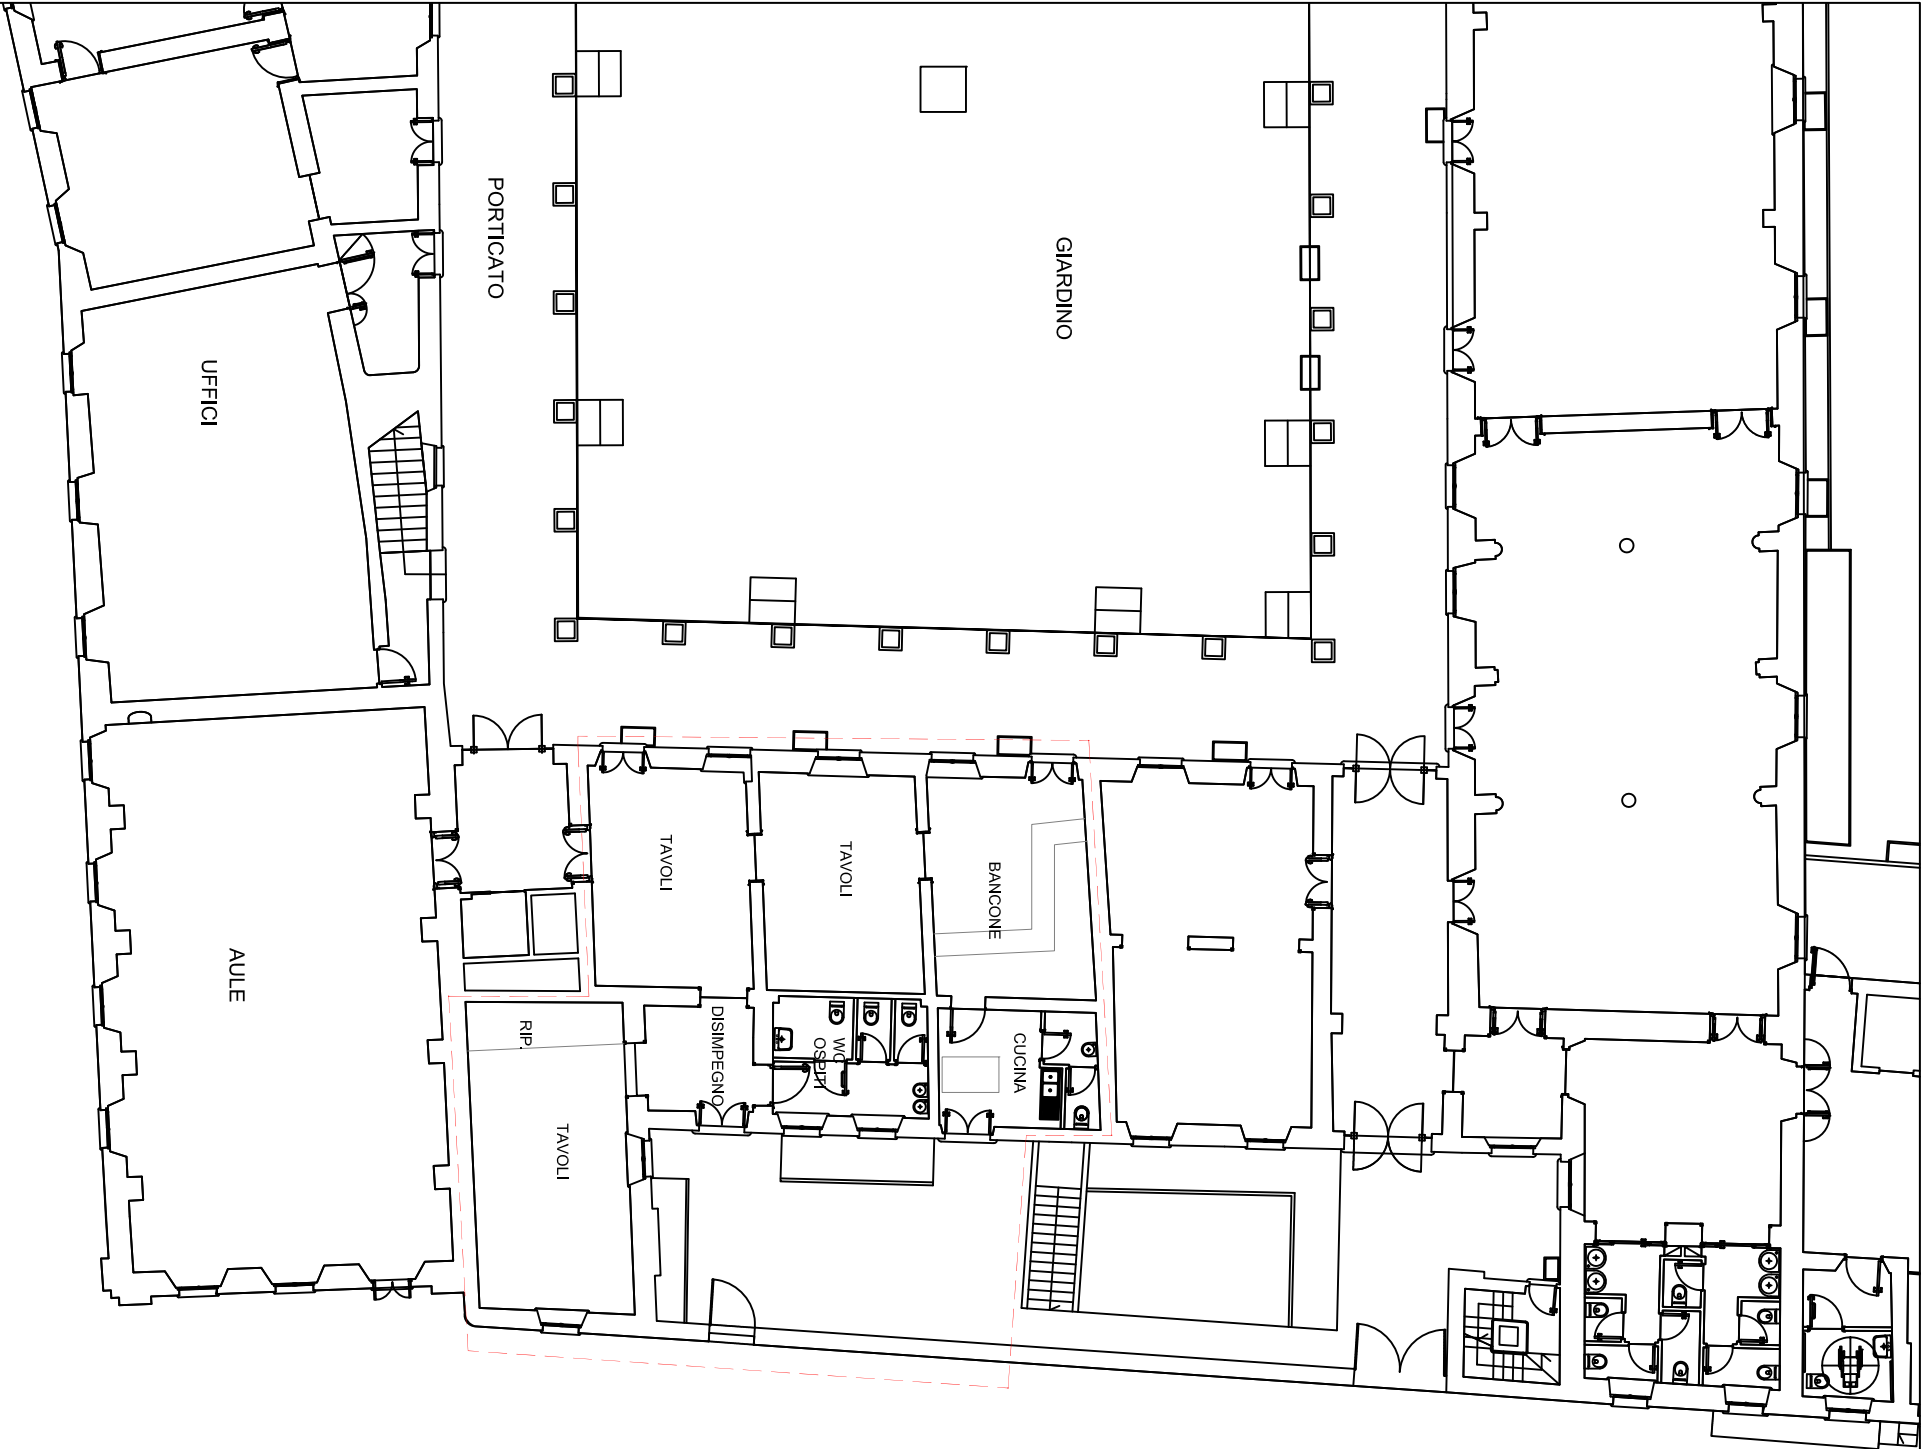 PORTICATO
GIARDINO
UFFICI
TAVOLI
TAVOLI
BANCONE
AULE
RIP.
DISIMPEGNO
WC
OSPITI
CUCINA
TAVOLI